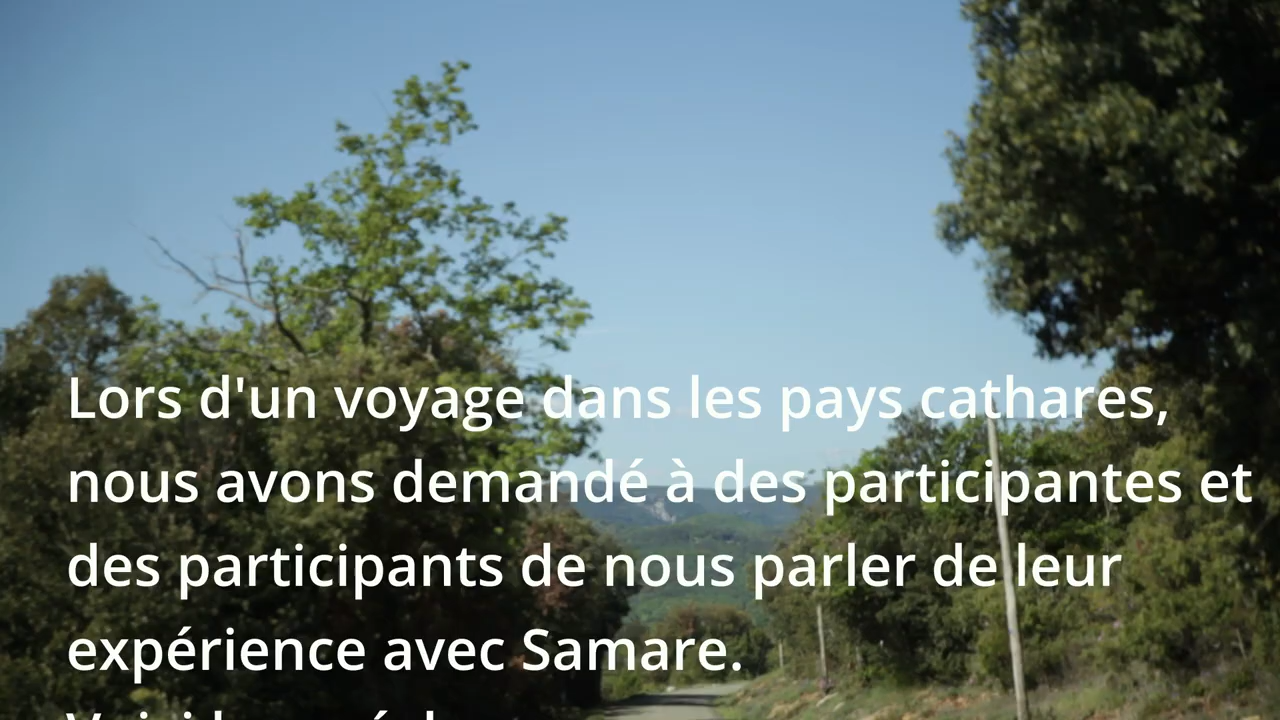 Lors d'un voyage dans les pays cathares,
nous avons demandé à des participantes et
des participants de nous parler de leur
expérience avec Samare.